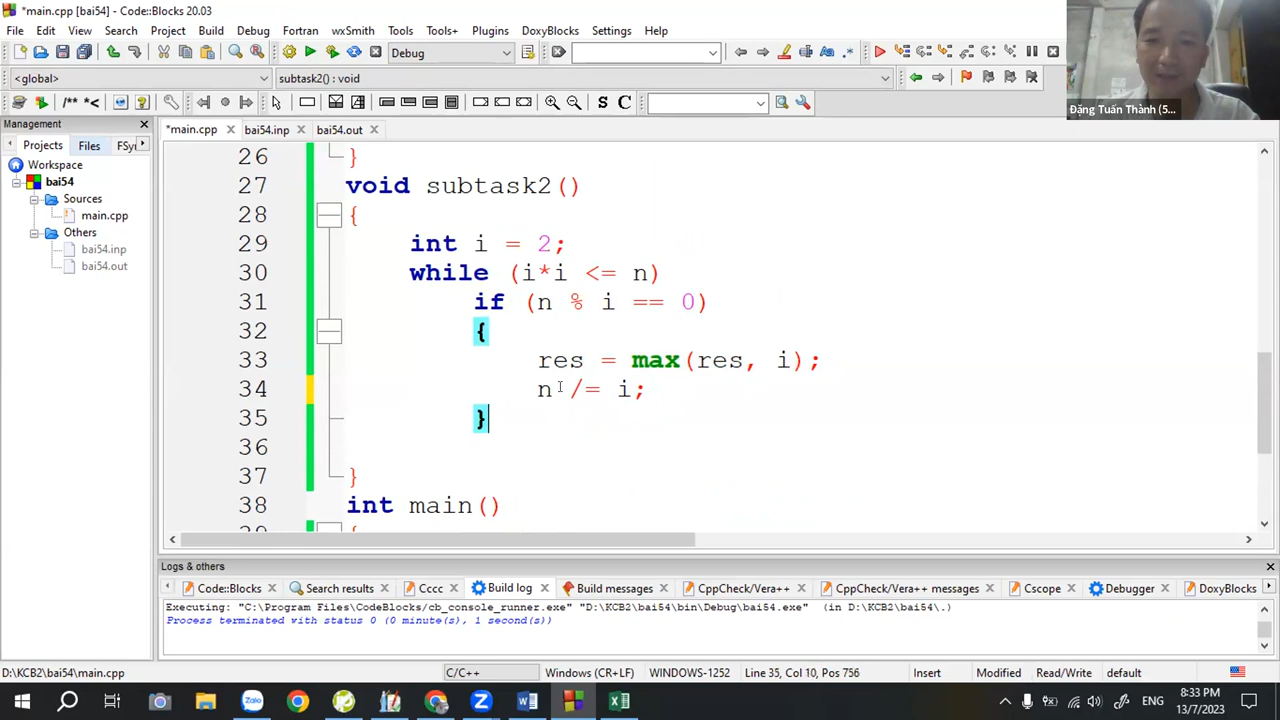 *main.cpp [bai54] - Code::Blocks 20.03
File Edit View Search Project Build Debug Fortran wxSmith Tools Tools+ Plugins DoxyBlocks Settings Help
Debug
<global> subtask2() : void
/** *< S C
Đặng Tuấn Thành (5...
Management
*main.cpp bai54.inp bai54.out
Projects Files FSy
Workspace
bai54
Sources
main.cpp
Others
bai54.inp
bai54.out
26 }
27 void subtask2()
28 {
29 int i = 2;
30 while (i*i <= n)
31 if (n % i == 0)
32 {
33 res = max(res, i);
34 n /= i;
35 }
36
37 }
38 int main()
Logs & others
Code::Blocks Search results Cccc Build log Build messages CppCheck/Vera++ CppCheck/Vera++ messages Cscope Debugger DoxyBlocks
Executing: "C:\Program Files\CodeBlocks/cb_console_runner.exe" "D:\KCB2\bai54\bin\Debug\bai54.exe" (in D:\KCB2\bai54\.)
Process terminated with status 0 (0 minute(s), 1 second(s))
D:\KCB2\bai54\main.cpp C/C++ Windows (CR+LF) WINDOWS-1252 Line 35, Col 10, Pos 756 Insert Modified Read/Write default
Zalo ENG 8:33 PM
13/7/2023